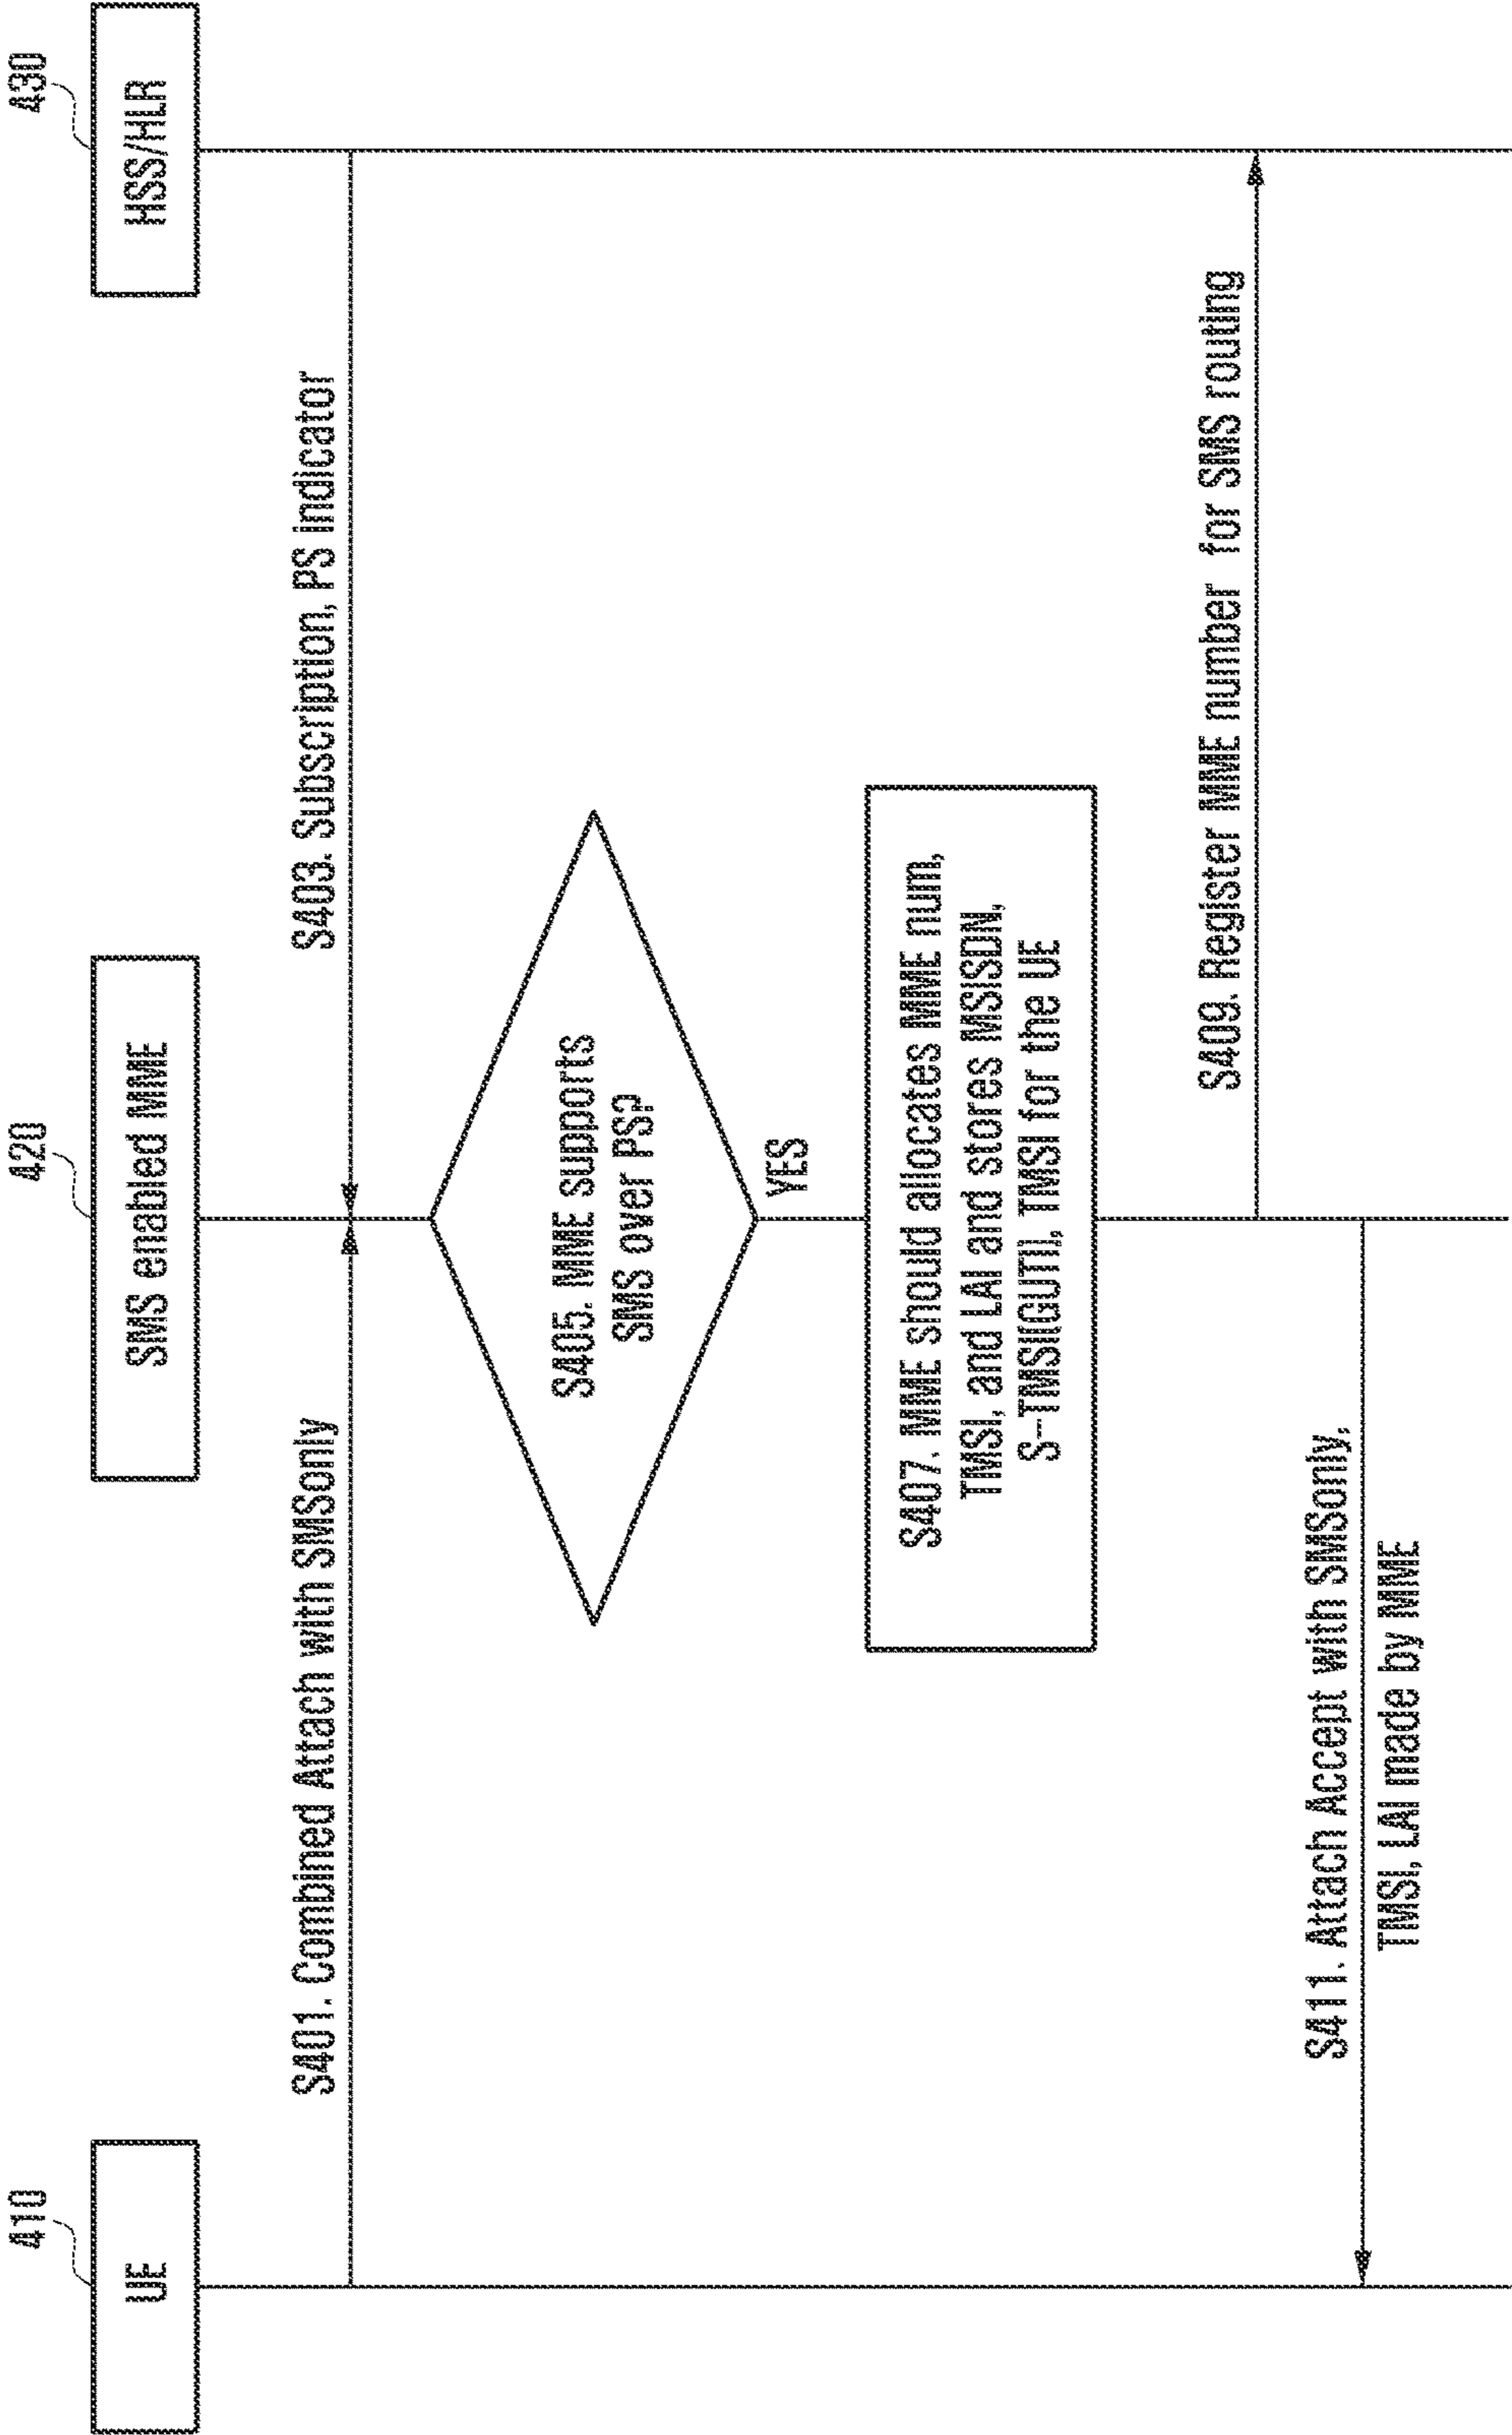 410
420
430
UE
SMS enabled MME
HSS/HLR
S401. Combined Attach with SMSonly
S403. Subscription, PS indicator
S405. MME supports
SMS over PS?
YES
S407. MME should allocates MME num,
TMSI, and LAI and stores MSISDN,
S-TMSI(GUTI), TMSI for the UE
S409. Register MME number for SMS routing
S411. Attach Accept with SMSonly,
TMSI, LAI made by MME